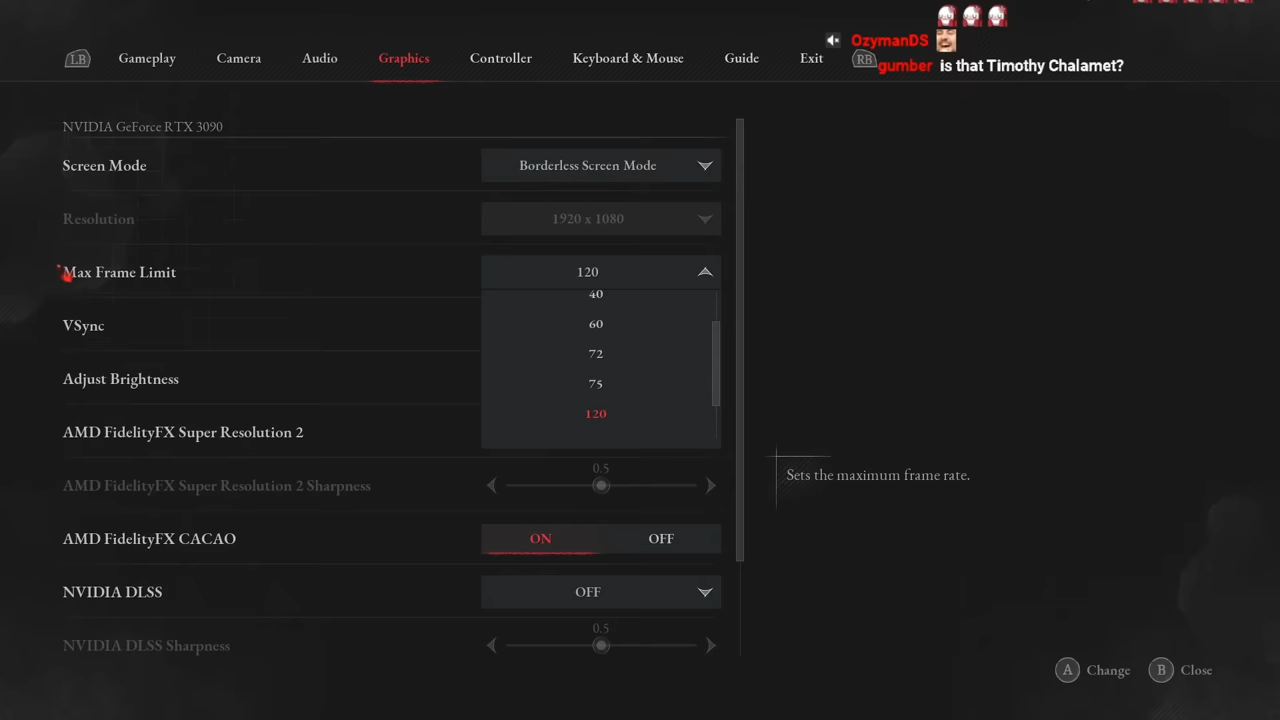 OzymanDS
gumber is that Timothy Chalamet?
LB Gameplay Camera Audio Graphics Controller Keyboard & Mouse Guide Exit RB
NVIDIA GeForce RTX 3090
Screen Mode Borderless Screen Mode
Resolution 1920 x 1080
Max Frame Limit 120
40
60
VSync
72
Adjust Brightness
75
120
AMD FidelityFX Super Resolution 2
0.5
Sets the maximum frame rate.
AMD FidelityFX Super Resolution 2 Sharpness
AMD FidelityFX CACAO ON OFF
NVIDIA DLSS OFF
0.5
NVIDIA DLSS Sharpness
A Change B Close